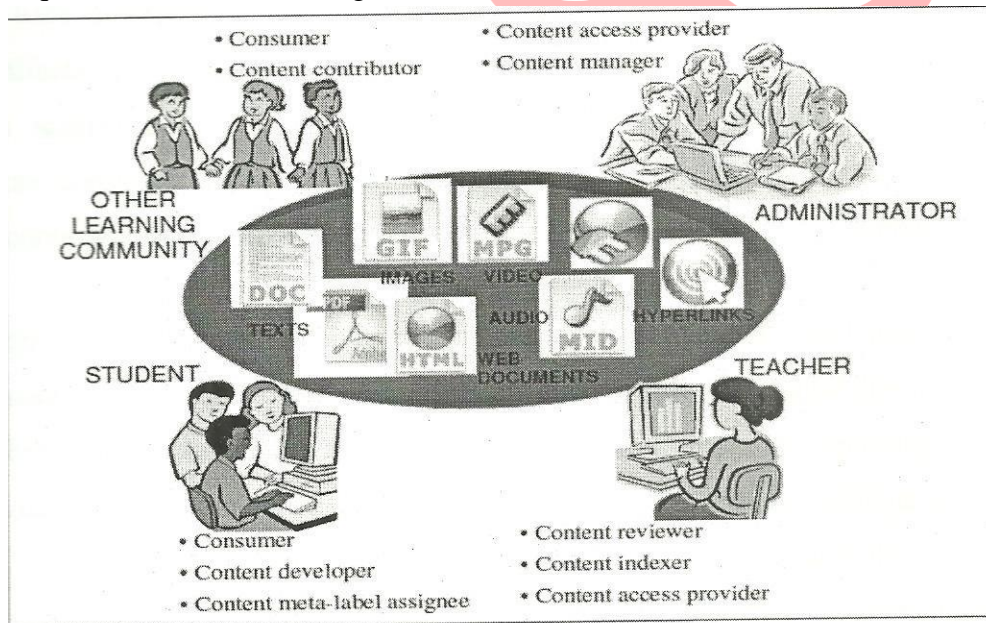 • Consumer
• Content contributor
• Content access provider
• Content manager
OTHER
LEARNING
COMMUNITY
ADMINISTRATOR
GIF
IMAGES
MPG
VIDEO
DOC
TEXTS
PDF
Adobe
HTML
WEB
DOCUMENTS
AUDIO
MID
HYPERLINKS
STUDENT
TEACHER
• Consumer
• Content developer
• Content meta-label assignee
• Content reviewer
• Content indexer
• Content access provider